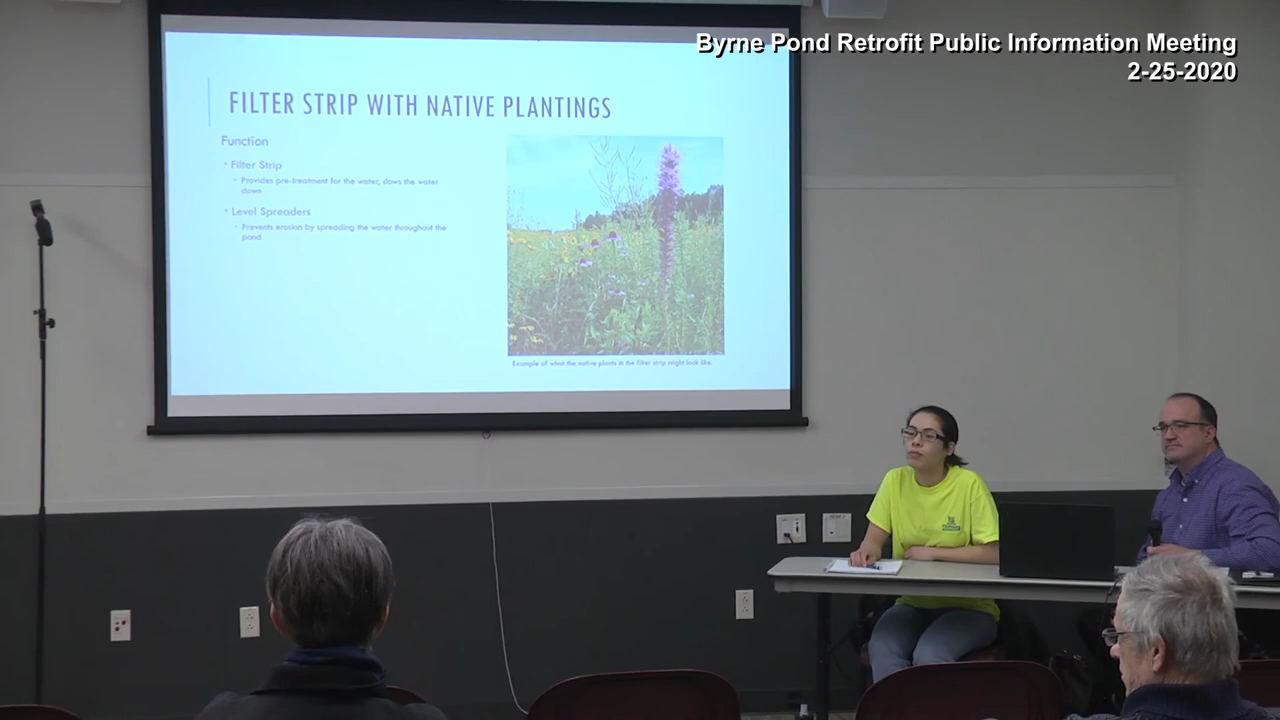 Byrne Pond Retrofit Public Information Meeting
2-25-2020
FILTER STRIP WITH NATIVE PLANTINGS
Function
• Filter Strip
• Provides pre-treatment for the water, slows the water
down
• Level Spreaders
• Prevents erosion by spreading the water throughout the
pond
Example of what the native plants in the filter strip might look like.